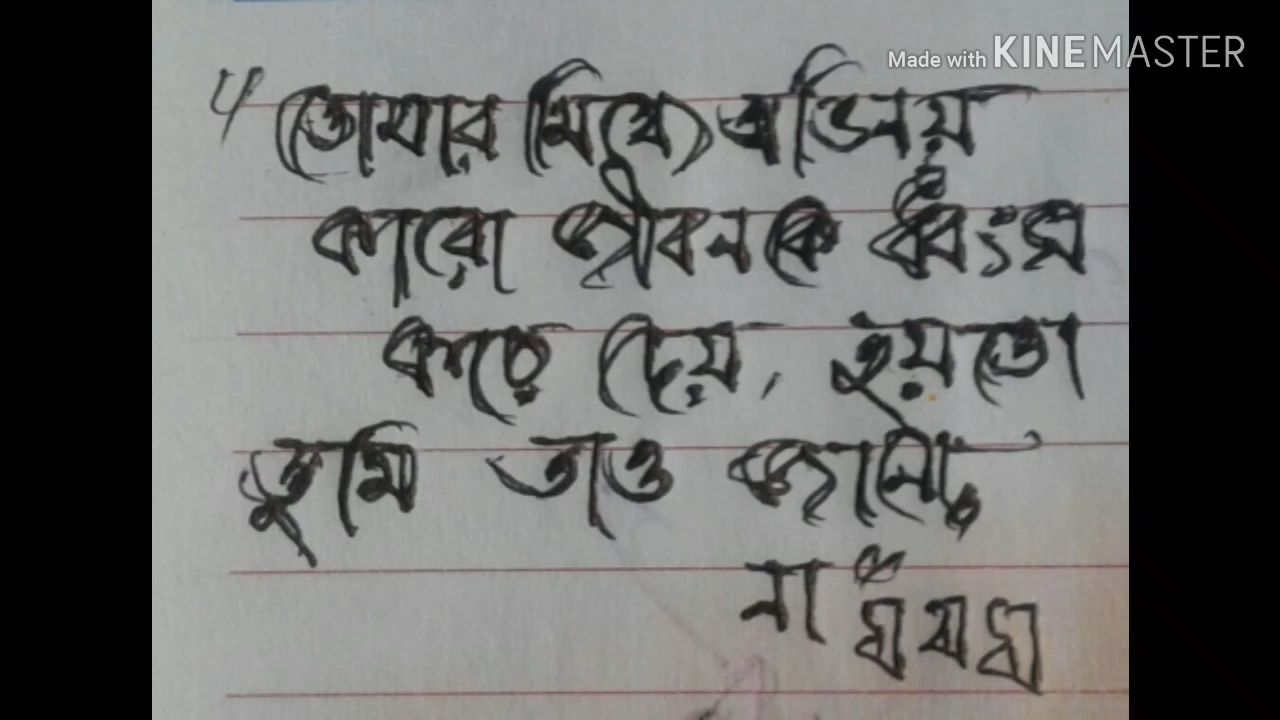 Made with KINEMASTER
" তোমার মিথ্যে অভিনয়
কারো জীবনকে ধ্বংস
করে দেয়, হয়তো
তুমি তাও জানো
না